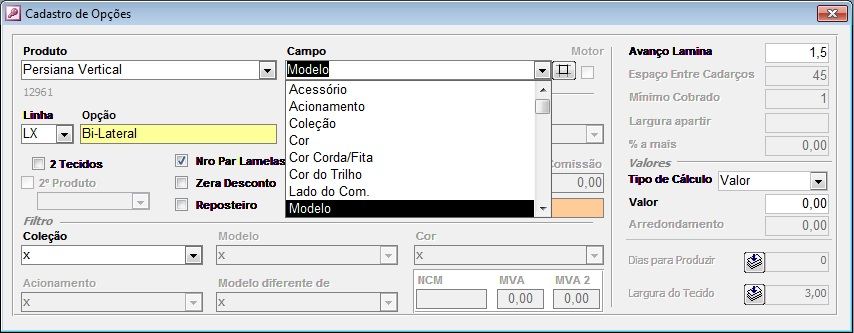 Cadastro de Opções
Produto
Persiana Vertical
12961
Campo
Modelo
Motor
Acessório
Acionamento
Coleção
Cor
Cor Corda/Fita
Cor do Trilho
Lado do Com.
Modelo
Linha
LX
Opção
Bi-Lateral
2 Tecidos
2º Produto
Nro Par Lamelas
Zera Desconto
Reposteiro
Comissão
0,00
Filtro
Coleção
x
Modelo
x
Cor
x
Acionamento
x
Modelo diferente de
x
NCM
MVA
0,00
MVA 2
0,00
Avanço Lamina
1,5
Espaço Entre Cadarços
45
Mínimo Cobrado
1
Largura apartir
% a mais
0,00
Valores
Tipo de Cálculo
Valor
Valor
0,00
Arredondamento
0,00
Dias para Produzir
0
Largura do Tecido
3,00